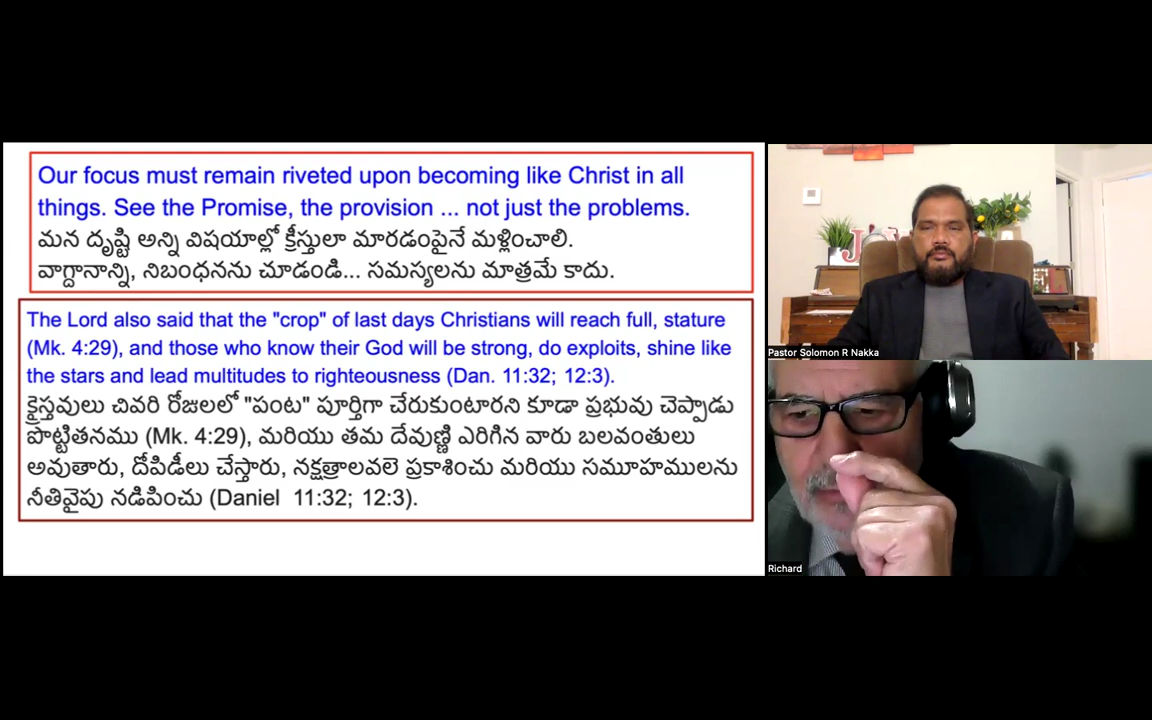 Our focus must remain riveted upon becoming like Christ in all
things. See the Promise, the provision ... not just the problems.
మన దృష్టి అన్ని విషయాల్లో క్రీస్తులా మారడంపైనే మళ్లించాలి.
వాగ్దానాన్ని, నిబంధనను చూడండి... సమస్యలను మాత్రమే కాదు.
The Lord also said that the "crop" of last days Christians will reach full, stature
(Mk. 4:29), and those who know their God will be strong, do exploits, shine like
the stars and lead multitudes to righteousness (Dan. 11:32; 12:3).
క్రైస్తవులు చివరి రోజులలో "పంట" పూర్తిగా చేరుకుంటారని కూడా ప్రభువు చెప్పాడు
పొట్టితనము (Mk. 4:29), మరియు తమ దేవుణ్ణి ఎరిగిన వారు బలవంతులు
అవుతారు, దోపిడీలు చేస్తారు, నక్షత్రాలవలె ప్రకాశించు మరియు సమూహములను
నీతివైపు నడిపించు (Daniel 11:32; 12:3).
Pastor Solomon R Nakka
Richard